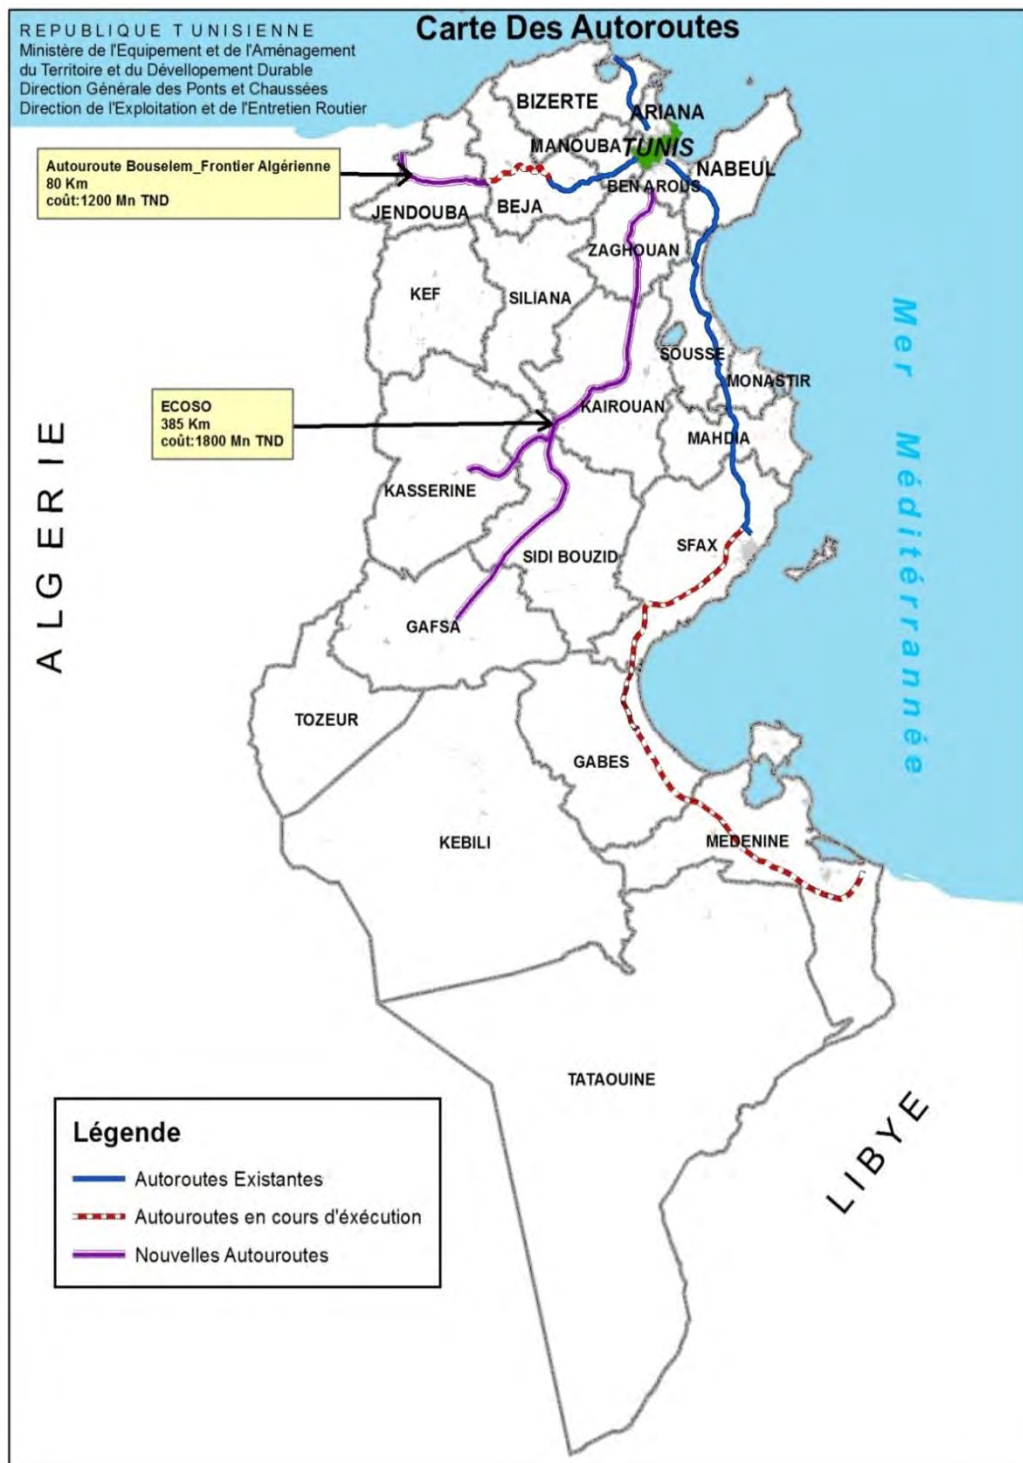 REPUBLIQUE TUNISIENNE
Ministère de l'Equipement et de l'Aménagement
du Territoire et du Dévellopement Durable
Direction Générale des Ponts et Chaussées
Direction de l'Exploitation et de l'Entretien Routier
Carte Des Autoroutes
BIZERTE
ARIANA
MANOUBA
TUNIS
NABEUL
Autouroute Bouselem_Frontier Algérienne
80 Km
coût:1200 Mn TND
BEN AROUS
JENDOUBA
BEJA
ZAGHOUAN
KEF
SILIANA
SOUSSE
MONASTIR
ECOSO
385 Km
coût:1800 Mn TND
KAIROUAN
MAHDIA
KASSERINE
SIDI BOUZID
SFAX
GAFSA
ALGERIE
Mer Méditérrannée
TOZEUR
GABES
KEBILI
MEDENINE
TATAOUINE
LIBYE
Légende
Autoroutes Existantes
Autouroutes en cours d'éxécution
Nouvelles Autouroutes